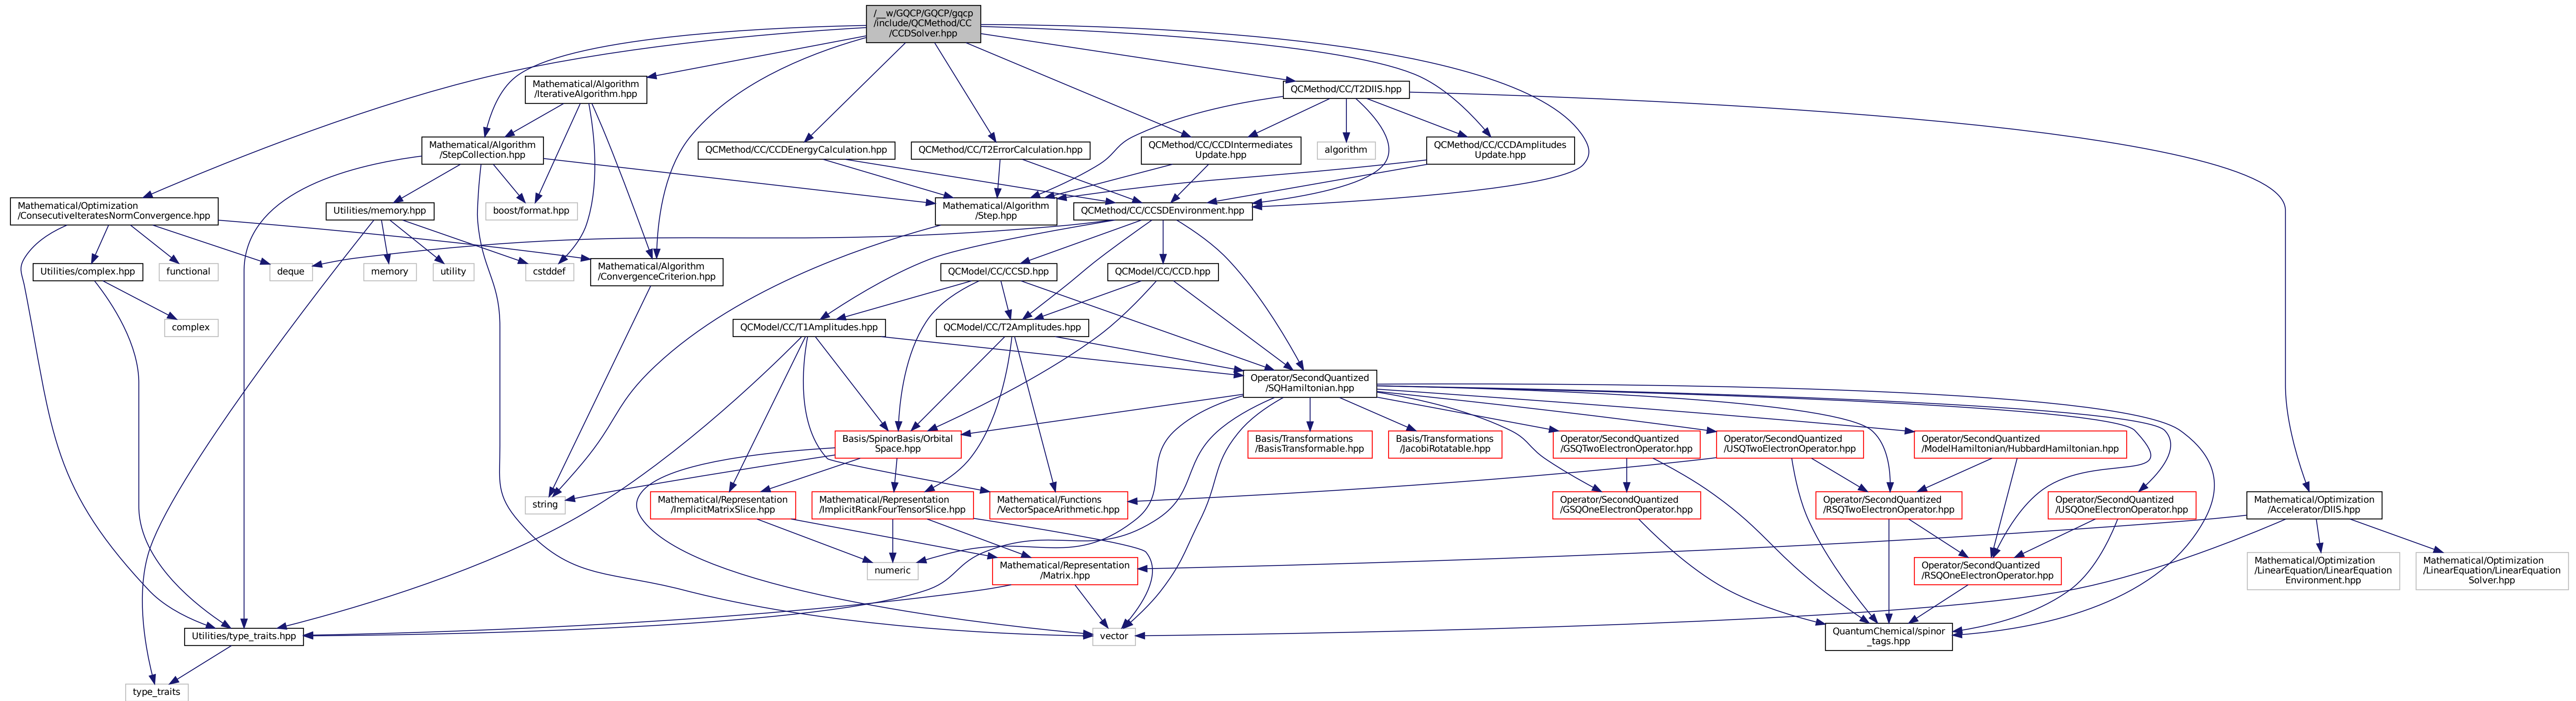 /__w/GQCP/GQCP/gqcp
/include/QCMethod/CC
/CCDSolver.hpp
Mathematical/Algorithm
/IterativeAlgorithm.hpp
QCMethod/CC/T2DIIS.hpp
Mathematical/Algorithm
/StepCollection.hpp
QCMethod/CC/CCDEnergyCalculation.hpp
QCMethod/CC/T2ErrorCalculation.hpp
QCMethod/CC/CCDIntermediates
Update.hpp
algorithm
QCMethod/CC/CCDAmplitudes
Update.hpp
Mathematical/Optimization
/ConsecutiveIteratesNormConvergence.hpp
Utilities/memory.hpp
boost/format.hpp
Mathematical/Algorithm
/Step.hpp
QCMethod/CC/CCSDEnvironment.hpp
Utilities/complex.hpp
functional
deque
memory
utility
cstddef
Mathematical/Algorithm
/ConvergenceCriterion.hpp
QCModel/CC/CCSD.hpp
QCModel/CC/CCD.hpp
complex
QCModel/CC/T1Amplitudes.hpp
QCModel/CC/T2Amplitudes.hpp
Operator/SecondQuantized
/SQHamiltonian.hpp
Basis/SpinorBasis/Orbital
Space.hpp
Basis/Transformations
/BasisTransformable.hpp
Basis/Transformations
/JacobiRotatable.hpp
Operator/SecondQuantized
/GSQTwoElectronOperator.hpp
Operator/SecondQuantized
/USQTwoElectronOperator.hpp
Operator/SecondQuantized
/ModelHamiltonian/HubbardHamiltonian.hpp
string
Mathematical/Representation
/ImplicitMatrixSlice.hpp
Mathematical/Representation
/ImplicitRankFourTensorSlice.hpp
Mathematical/Functions
/VectorSpaceArithmetic.hpp
Operator/SecondQuantized
/GSQOneElectronOperator.hpp
Operator/SecondQuantized
/RSQTwoElectronOperator.hpp
Operator/SecondQuantized
/USQOneElectronOperator.hpp
Mathematical/Optimization
/Accelerator/DIIS.hpp
numeric
Mathematical/Representation
/Matrix.hpp
Operator/SecondQuantized
/RSQOneElectronOperator.hpp
Mathematical/Optimization
/LinearEquation/LinearEquation
Environment.hpp
Mathematical/Optimization
/LinearEquation/LinearEquation
Solver.hpp
Utilities/type_traits.hpp
vector
QuantumChemical/spinor
_tags.hpp
type_traits